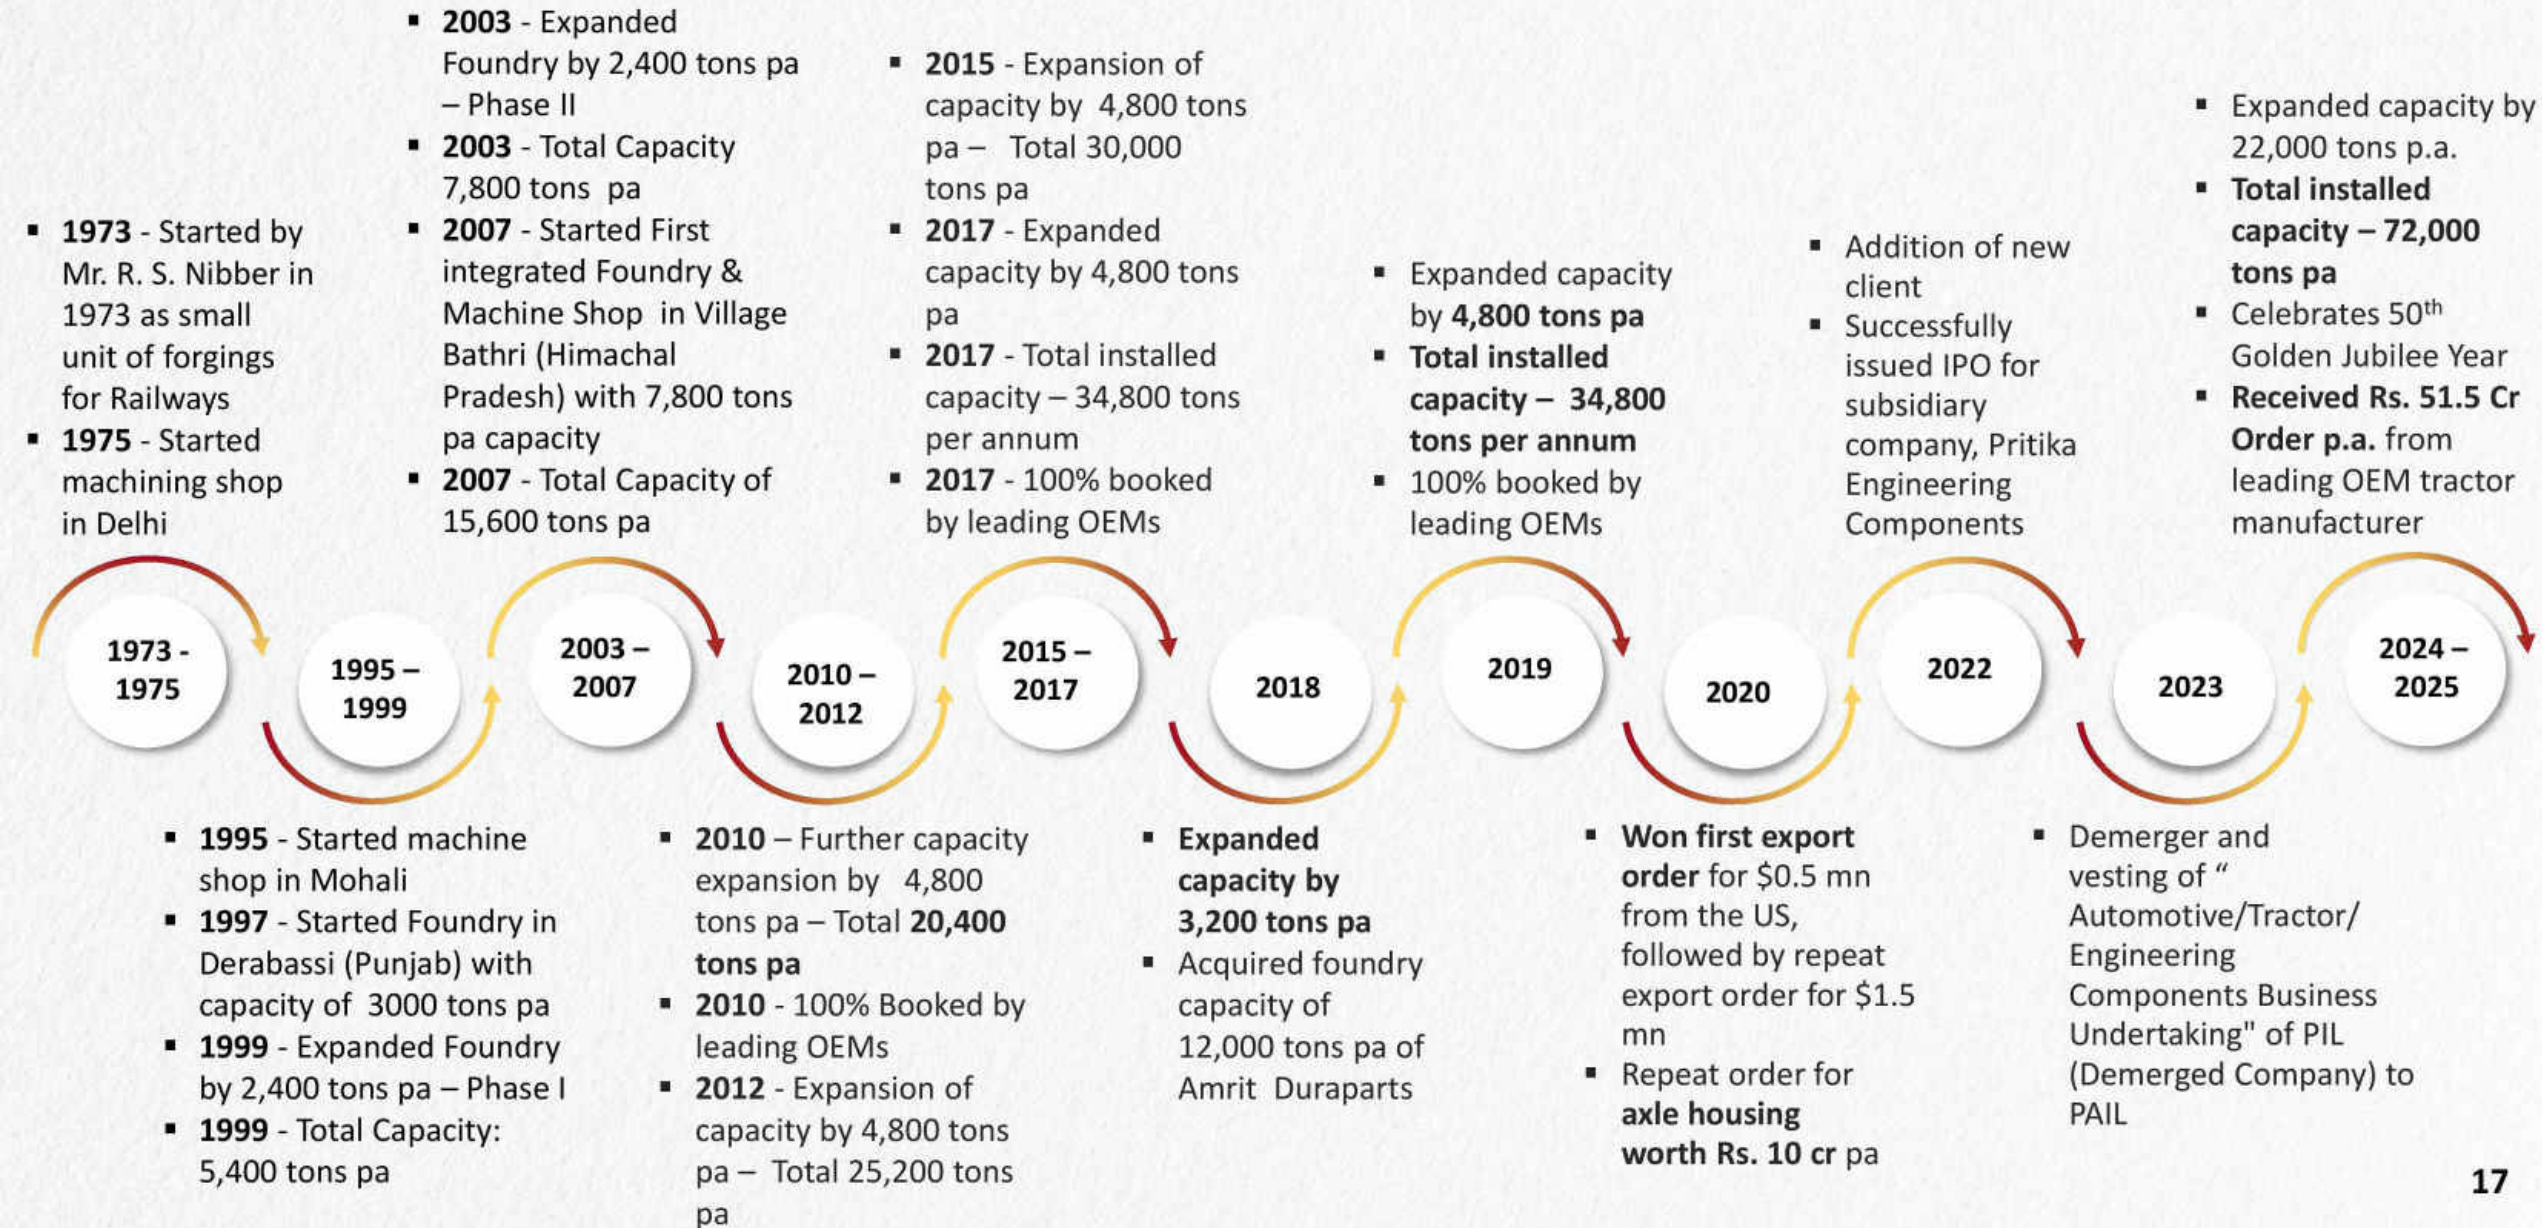 ▪ 1973 - Started by
Mr. R. S. Nibber in
1973 as small
unit of forgings
for Railways
▪ 1975 - Started
machining shop
in Delhi
▪ 2003 - Expanded
Foundry by 2,400 tons pa
– Phase II
▪ 2003 - Total Capacity
7,800 tons pa
▪ 2007 - Started First
integrated Foundry &
Machine Shop in Village
Bathri (Himachal
Pradesh) with 7,800 tons
pa capacity
▪ 2007 - Total Capacity of
15,600 tons pa
▪ 2015 - Expansion of
capacity by 4,800 tons
pa – Total 30,000
tons pa
▪ 2017 - Expanded
capacity by 4,800 tons
pa
▪ 2017 - Total installed
capacity – 34,800 tons
per annum
▪ 2017 - 100% booked
by leading OEMs
▪ Expanded capacity
by 4,800 tons pa
▪ Total installed
capacity – 34,800
tons per annum
▪ 100% booked by
leading OEMs
▪ Addition of new
client
▪ Successfully
issued IPO for
subsidiary
company, Pritika
Engineering
Components
▪ Expanded capacity by
22,000 tons p.a.
▪ Total installed
capacity – 72,000
tons pa
▪ Celebrates 50th
Golden Jubilee Year
▪ Received Rs. 51.5 Cr
Order p.a. from
leading OEM tractor
manufacturer
1973 -
1975
1995 –
1999
2003 –
2007
2010 –
2012
2015 –
2017
2018
2019
2020
2022
2023
2024 –
2025
▪ 1995 - Started machine
shop in Mohali
▪ 1997 - Started Foundry in
Derabassi (Punjab) with
capacity of 3000 tons pa
▪ 1999 - Expanded Foundry
by 2,400 tons pa – Phase I
▪ 1999 - Total Capacity:
5,400 tons pa
▪ 2010 – Further capacity
expansion by 4,800
tons pa – Total 20,400
tons pa
▪ 2010 - 100% Booked by
leading OEMs
▪ 2012 - Expansion of
capacity by 4,800 tons
pa – Total 25,200 tons
pa
▪ Expanded
capacity by
3,200 tons pa
▪ Acquired foundry
capacity of
12,000 tons pa of
Amrit Duraparts
▪ Won first export
order for $0.5 mn
from the US,
followed by repeat
export order for $1.5
mn
▪ Repeat order for
axle housing
worth Rs. 10 cr pa
▪ Demerger and
vesting of “
Automotive/Tractor/
Engineering
Components Business
Undertaking" of PIL
(Demerged Company) to
PAIL
17